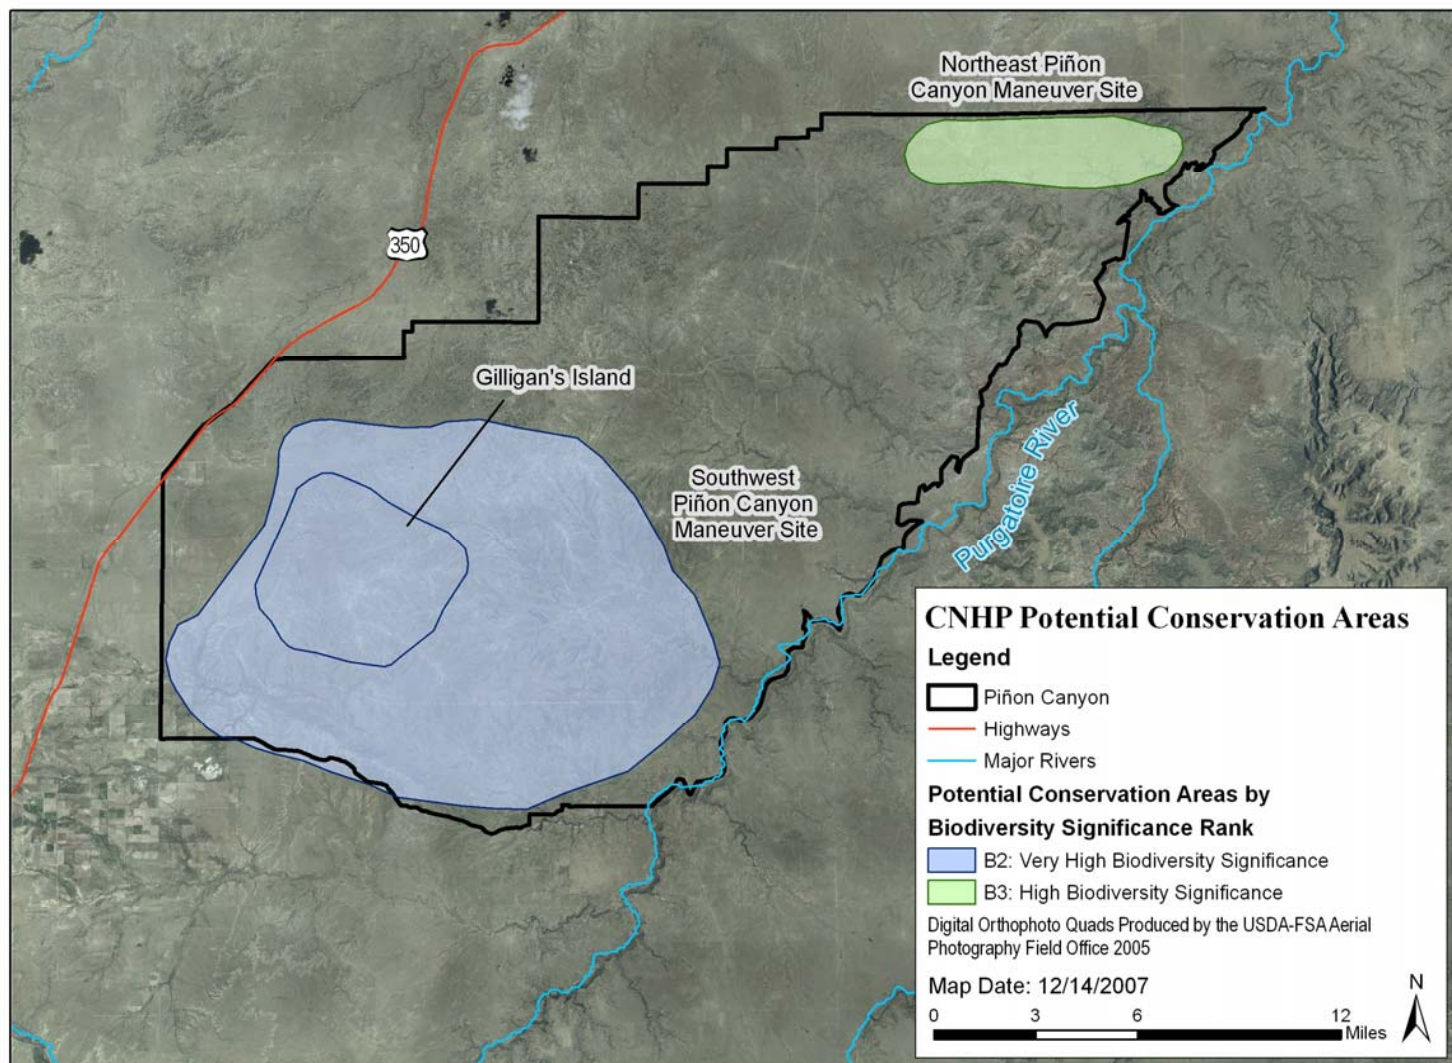 Northeast Piñon
Canyon Maneuver Site
350
Gilligan's Island
Southwest
Piñon Canyon
Maneuver Site
Purgatoire River
CNHP Potential Conservation Areas
Legend
Piñon Canyon
Highways
Major Rivers
Potential Conservation Areas by
Biodiversity Significance Rank
B2: Very High Biodiversity Significance
B3: High Biodiversity Significance
Digital Orthophoto Quads Produced by the USDA-FSA Aerial
Photography Field Office 2005
Map Date: 12/14/2007
N
0 3 6 12
Miles